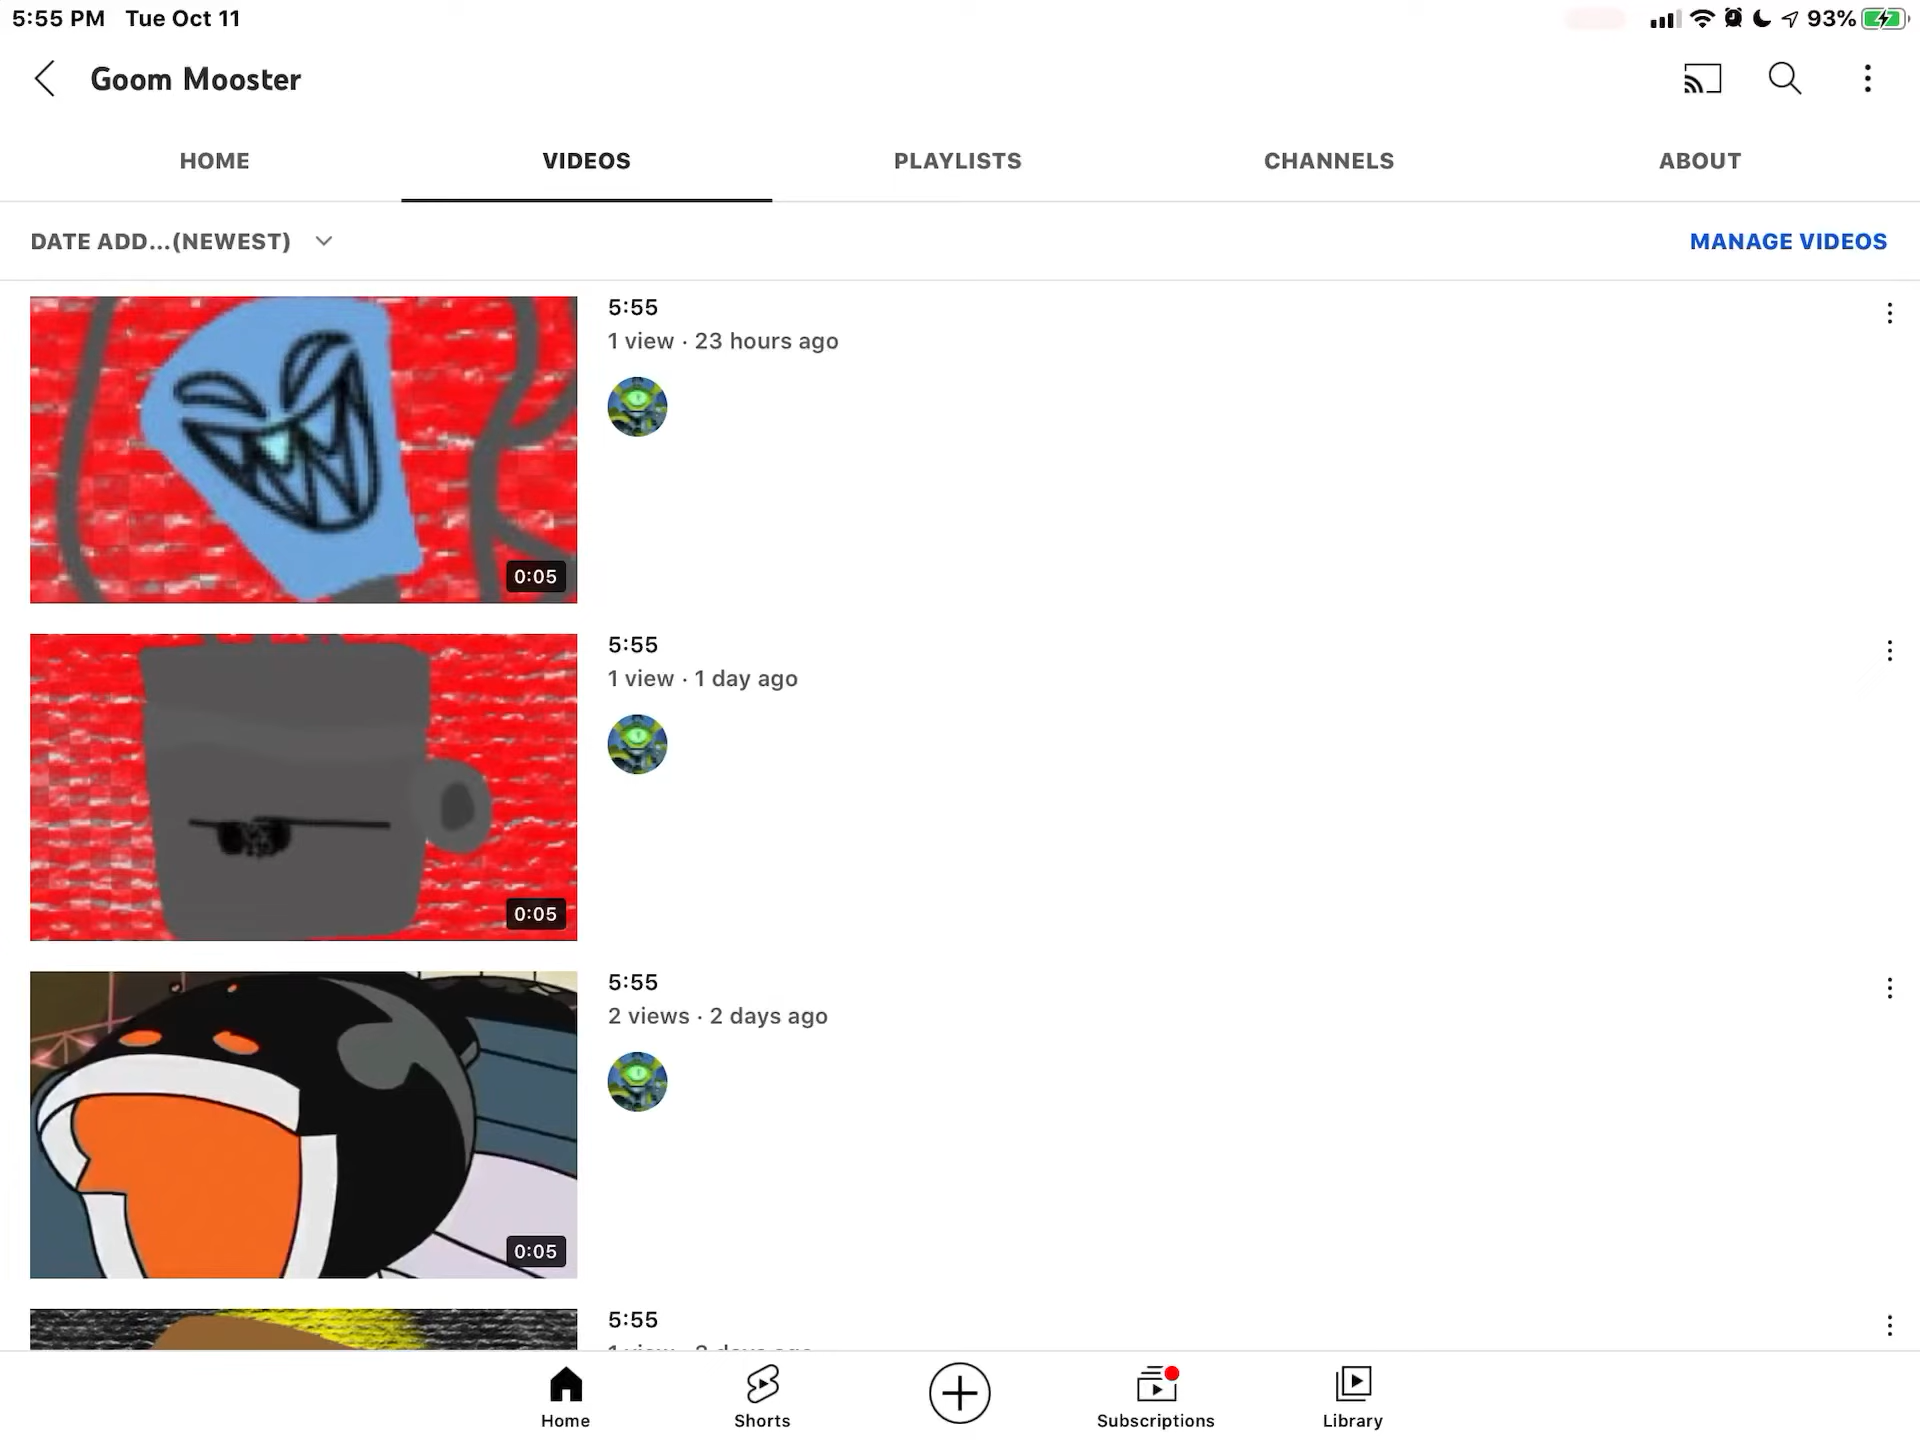 5:55 PM Tue Oct 11 93%
Goom Mooster
HOME VIDEOS PLAYLISTS CHANNELS ABOUT
DATE ADD...(NEWEST) MANAGE VIDEOS
5:55
1 view · 23 hours ago
0:05
5:55
1 view · 1 day ago
0:05
5:55
2 views · 2 days ago
0:05
5:55
Home Shorts Subscriptions Library